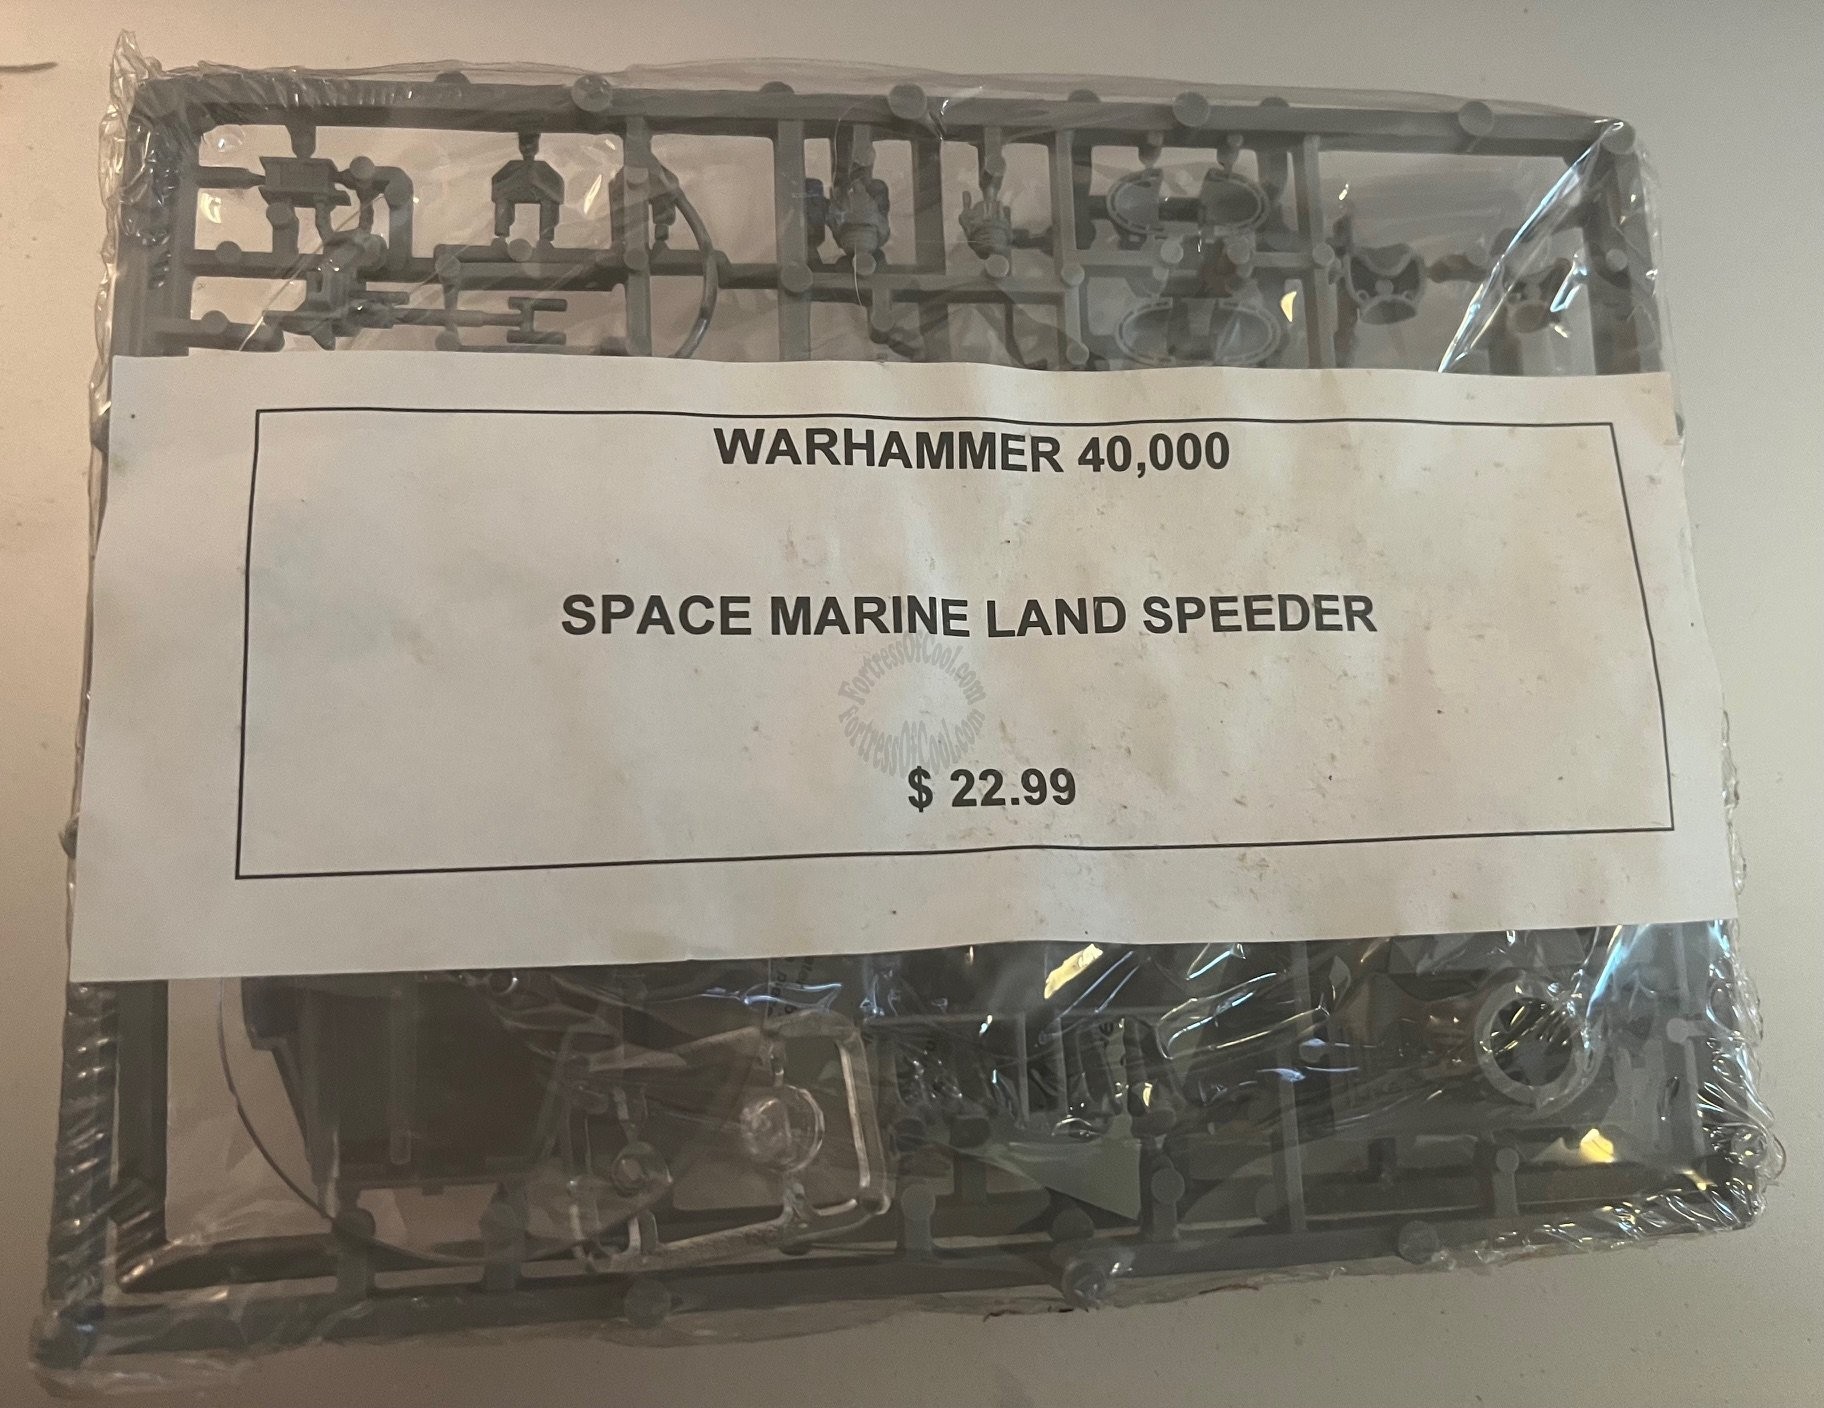 WARHAMMER 40,000
SPACE MARINE LAND SPEEDER
FortressOfCool.com
FortressOfCool.com
$ 22.99